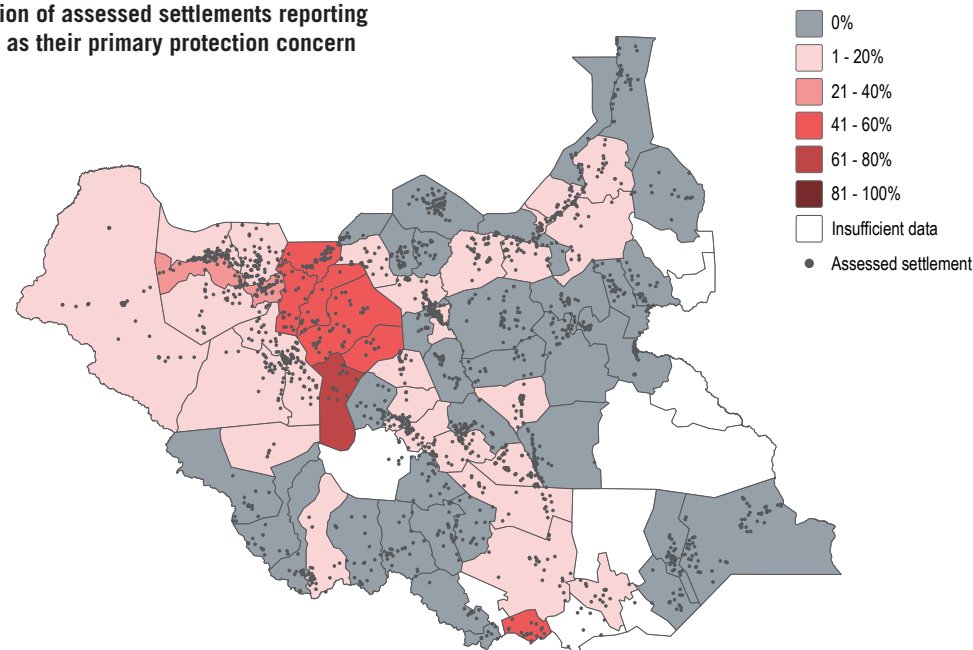 ion of assessed settlements reporting
as their primary protection concern
0%
1 - 20%
21 - 40%
41 - 60%
61 - 80%
81 - 100%
Insufficient data
Assessed settlement